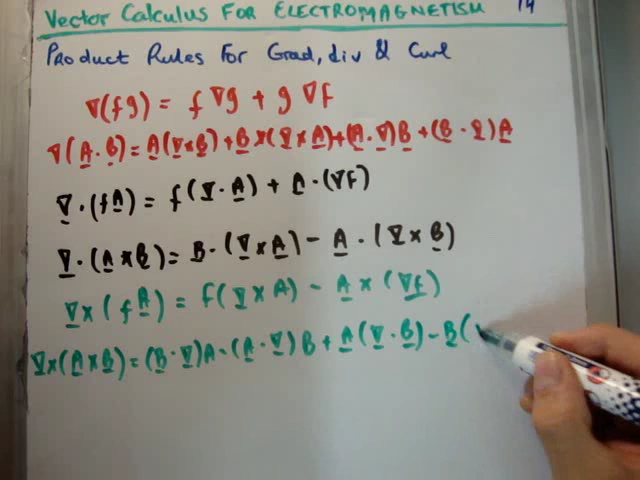 Vector Calculus For Electromagnetism 14
Product Rules For Grad, div & Curl
∇(fg) = f ∇g + g ∇f
∇(A · B) = A(∇×B) + B×(∇×A) + (A·∇)B + (B·∇)A
∇·(fA) = f(∇·A) + A·(∇f)
∇·(A×B) = B·(∇×A) − A·(∇×B)
∇×(fA) = f(∇×A) − A×(∇f)
∇×(A×B) = (B·∇)A - (A·∇)B + A(∇·B) − B(